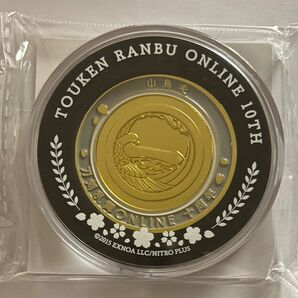 TOUKEN RANBU ONLINE 10TH
山鳥毛
刀剣乱舞ONLINE 十周年
©2015 EXNOA LLC/NITRO PLUS